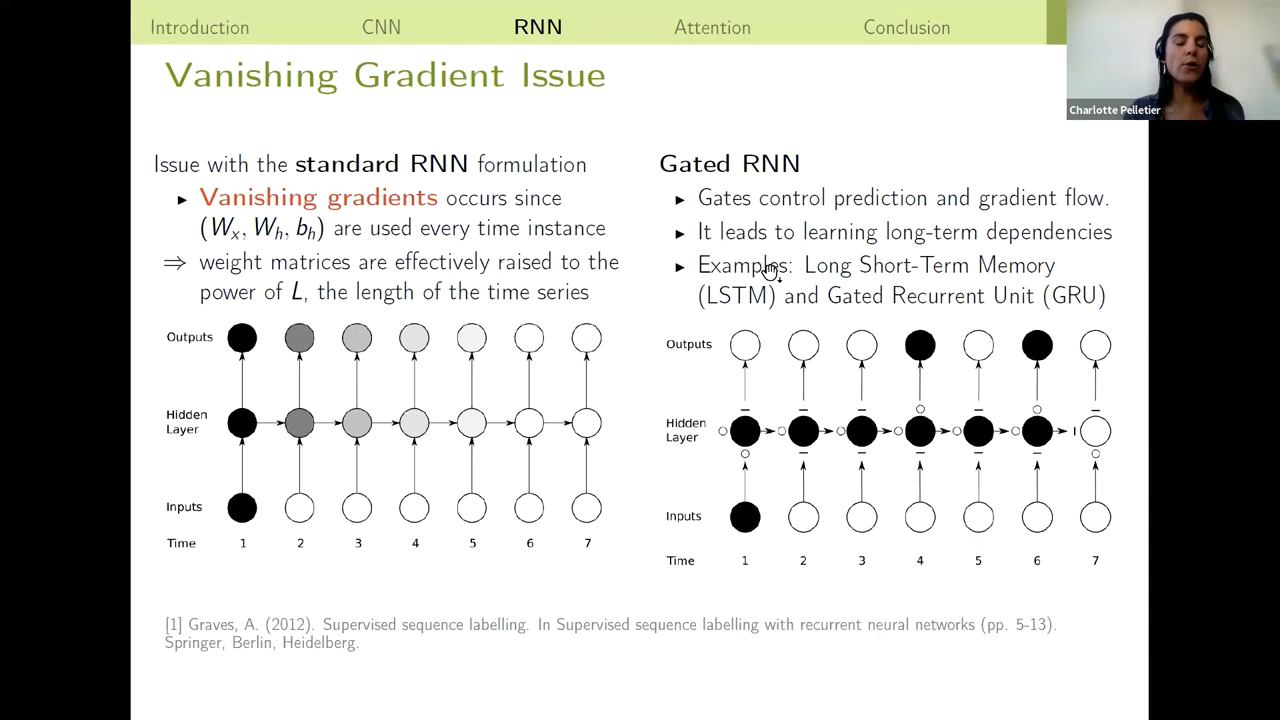 Introduction CNN RNN Attention Conclusion
Charlotte Pelletier
Vanishing Gradient Issue
Issue with the standard RNN formulation
► Vanishing gradients occurs since
(Wx, Wh, bh) are used every time instance
⇒ weight matrices are effectively raised to the
power of L, the length of the time series
Outputs
Hidden
Layer
Inputs
Time 1 2 3 4 5 6 7
Gated RNN
► Gates control prediction and gradient flow.
► It leads to learning long-term dependencies
► Examples: Long Short-Term Memory
(LSTM) and Gated Recurrent Unit (GRU)
Outputs
Hidden
Layer
Inputs
Time 1 2 3 4 5 6 7
[1] Graves, A. (2012). Supervised sequence labelling. In Supervised sequence labelling with recurrent neural networks (pp. 5-13).
Springer, Berlin, Heidelberg.